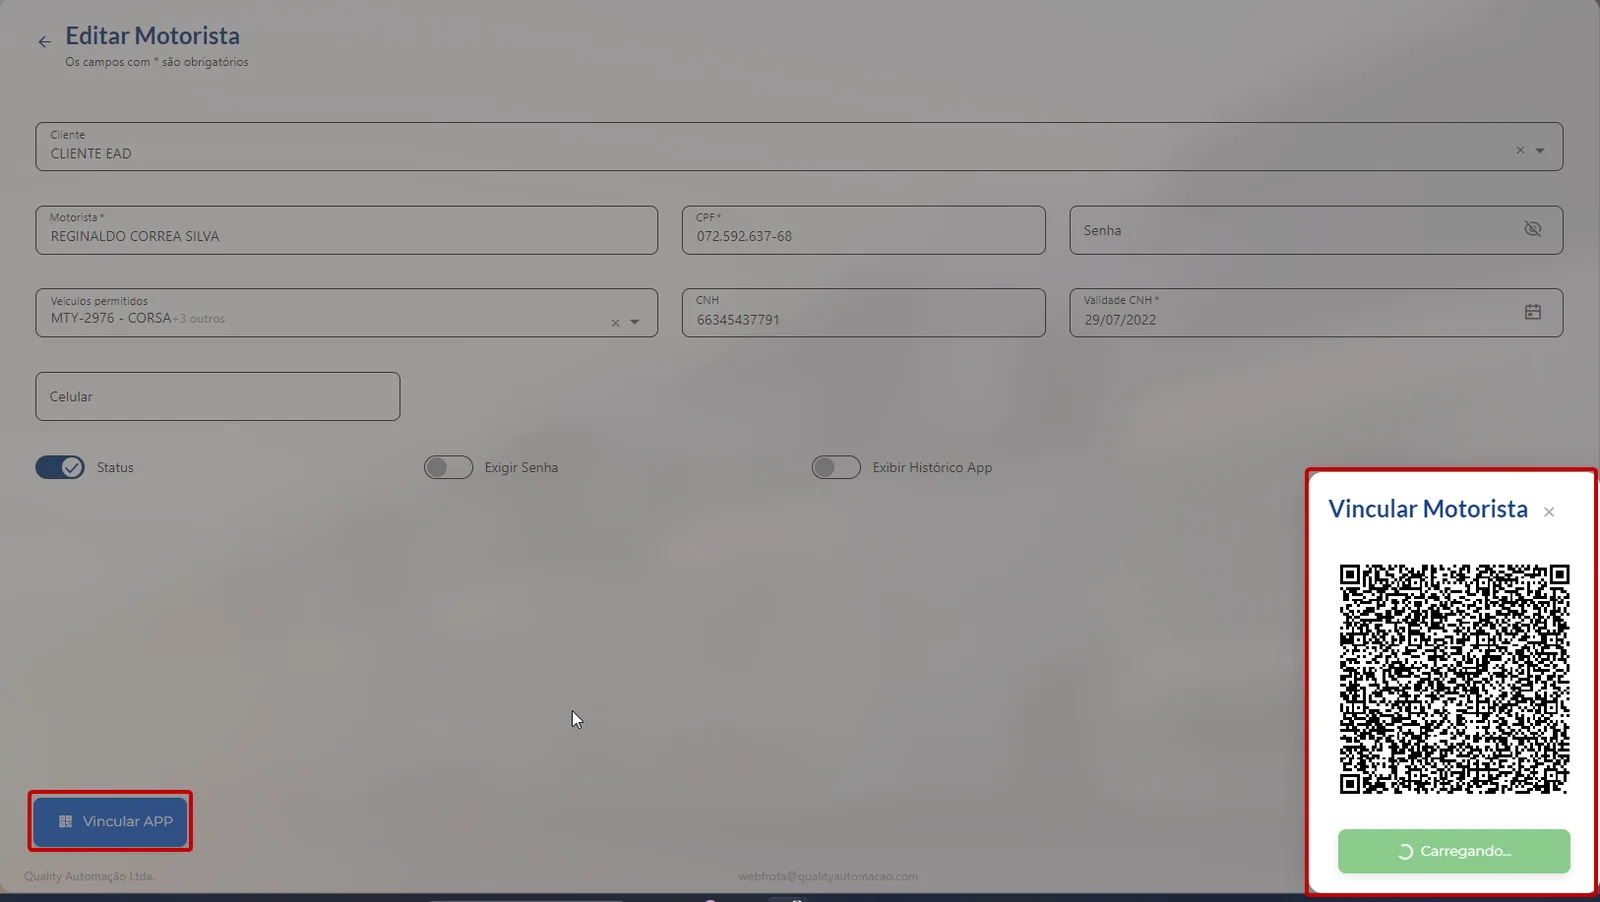 Editar Motorista
Os campos com * são obrigatórios
Cliente
CLIENTE EAD
Motorista *
REGINALDO CORREA SILVA
CPF *
072.592.637-68
Senha
Veículos permitidos
MTY-2976 - CORSA+3 outros
CNH
66345437791
Validade CNH *
29/07/2022
Celular
Status
Exigir Senha
Exibir Histórico App
Vincular Motorista
Carregando...
Vincular APP
Quality Automação Ltda.
webfrota@qualityautomacao.com